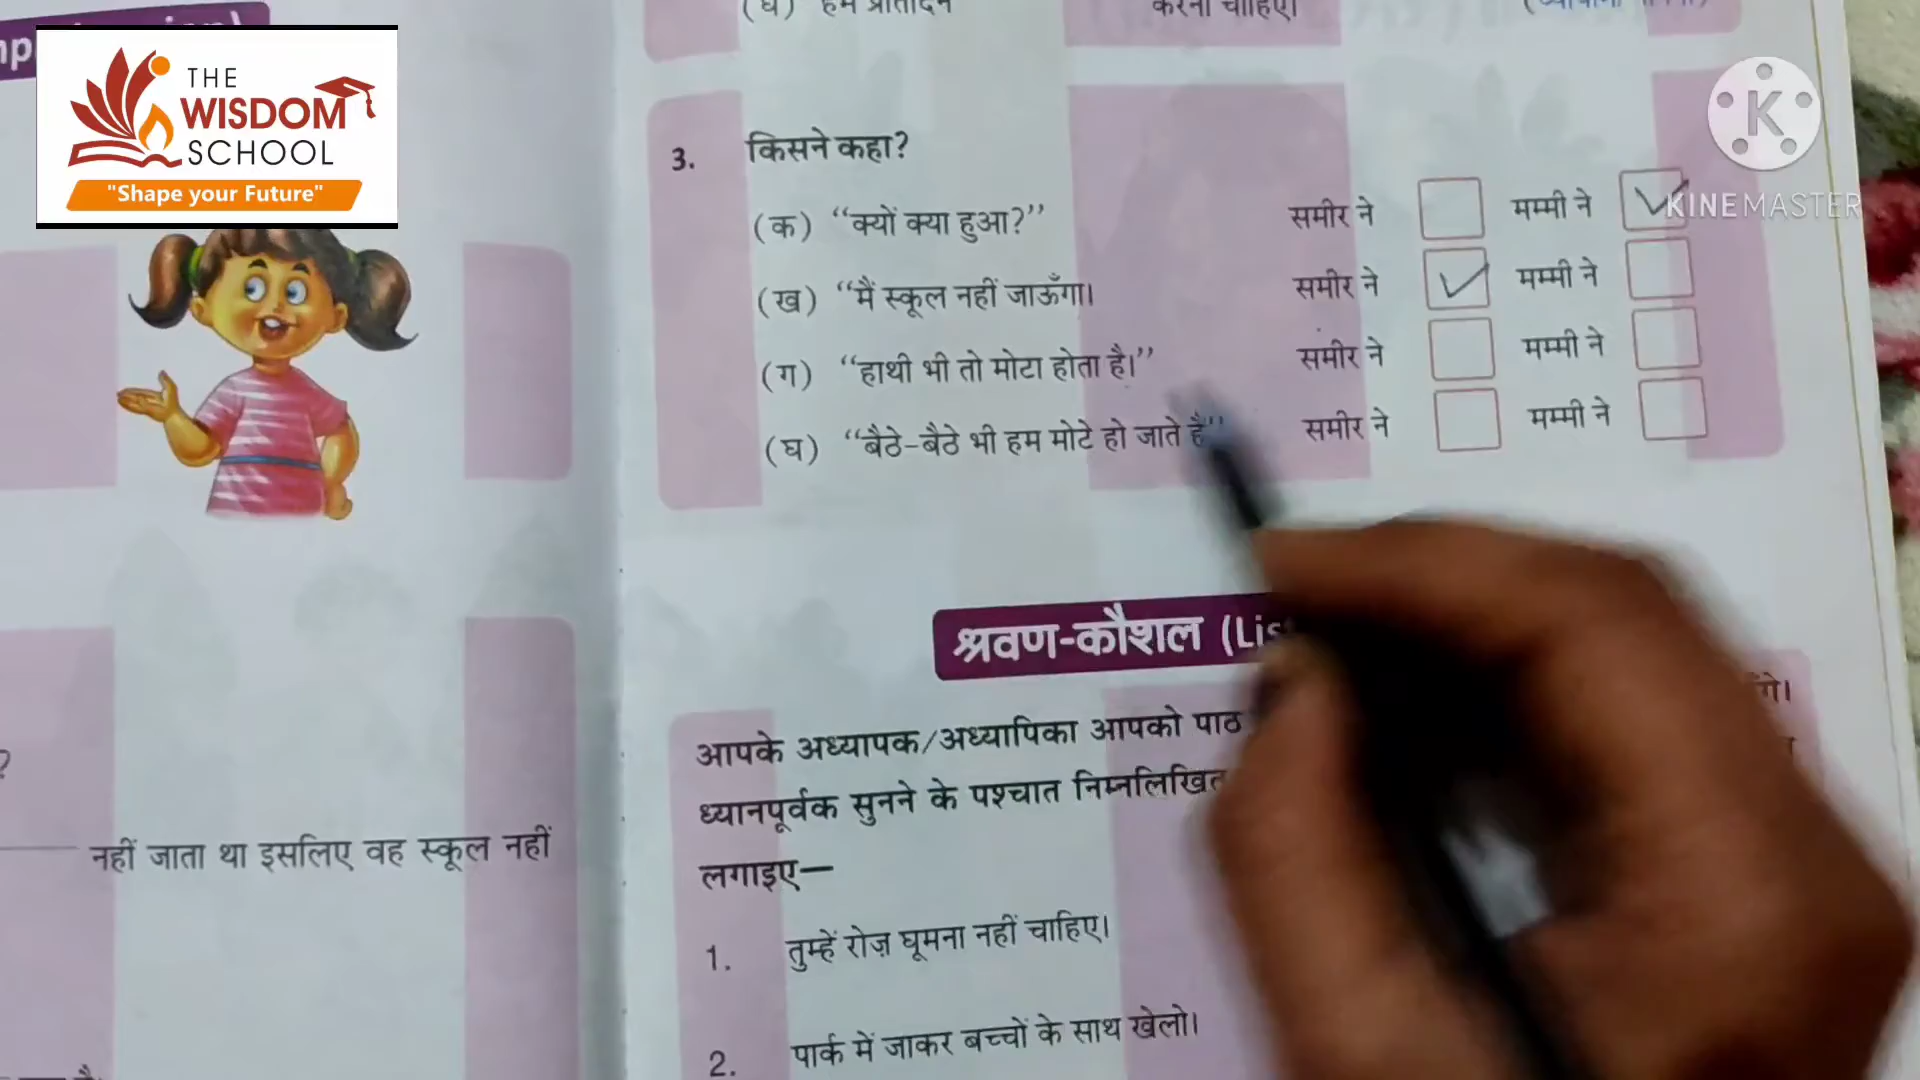 THE
WISDOM
SCHOOL
"Shape your Future"
KINEMASTER
करना चाहिए।
3. किसने कहा?
(क) “क्यों क्या हुआ?” समीर ने मम्मी ने
(ख) “मैं स्कूल नहीं जाऊँगा। समीर ने मम्मी ने
(ग) “हाथी भी तो मोटा होता है।” समीर ने मम्मी ने
(घ) “बैठे-बैठे भी हम मोटे हो जाते हैं” समीर ने मम्मी ने
श्रवण-कौशल
आपके अध्यापक/अध्यापिका आपको पाठ
ध्यानपूर्वक सुनने के पश्चात निम्नलिखित
लगाइए—
1. तुम्हें रोज़ घूमना नहीं चाहिए।
2. पार्क में जाकर बच्चों के साथ खेलो।
?
नहीं जाता था इसलिए वह स्कूल नहीं